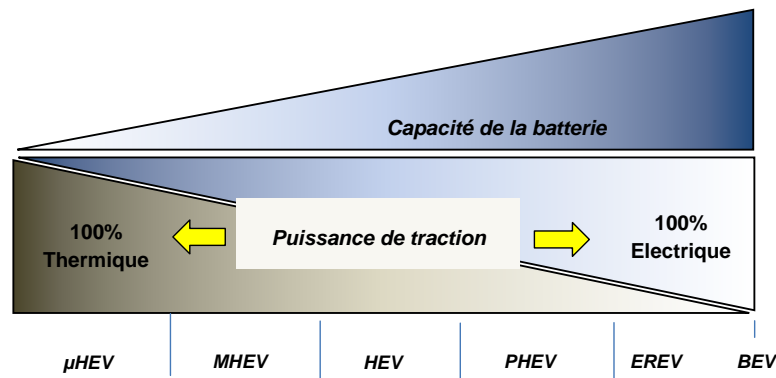 Capacité de la batterie
100%
Thermique
Puissance de traction
100%
Electrique
µHEV MHEV HEV PHEV EREV BEV